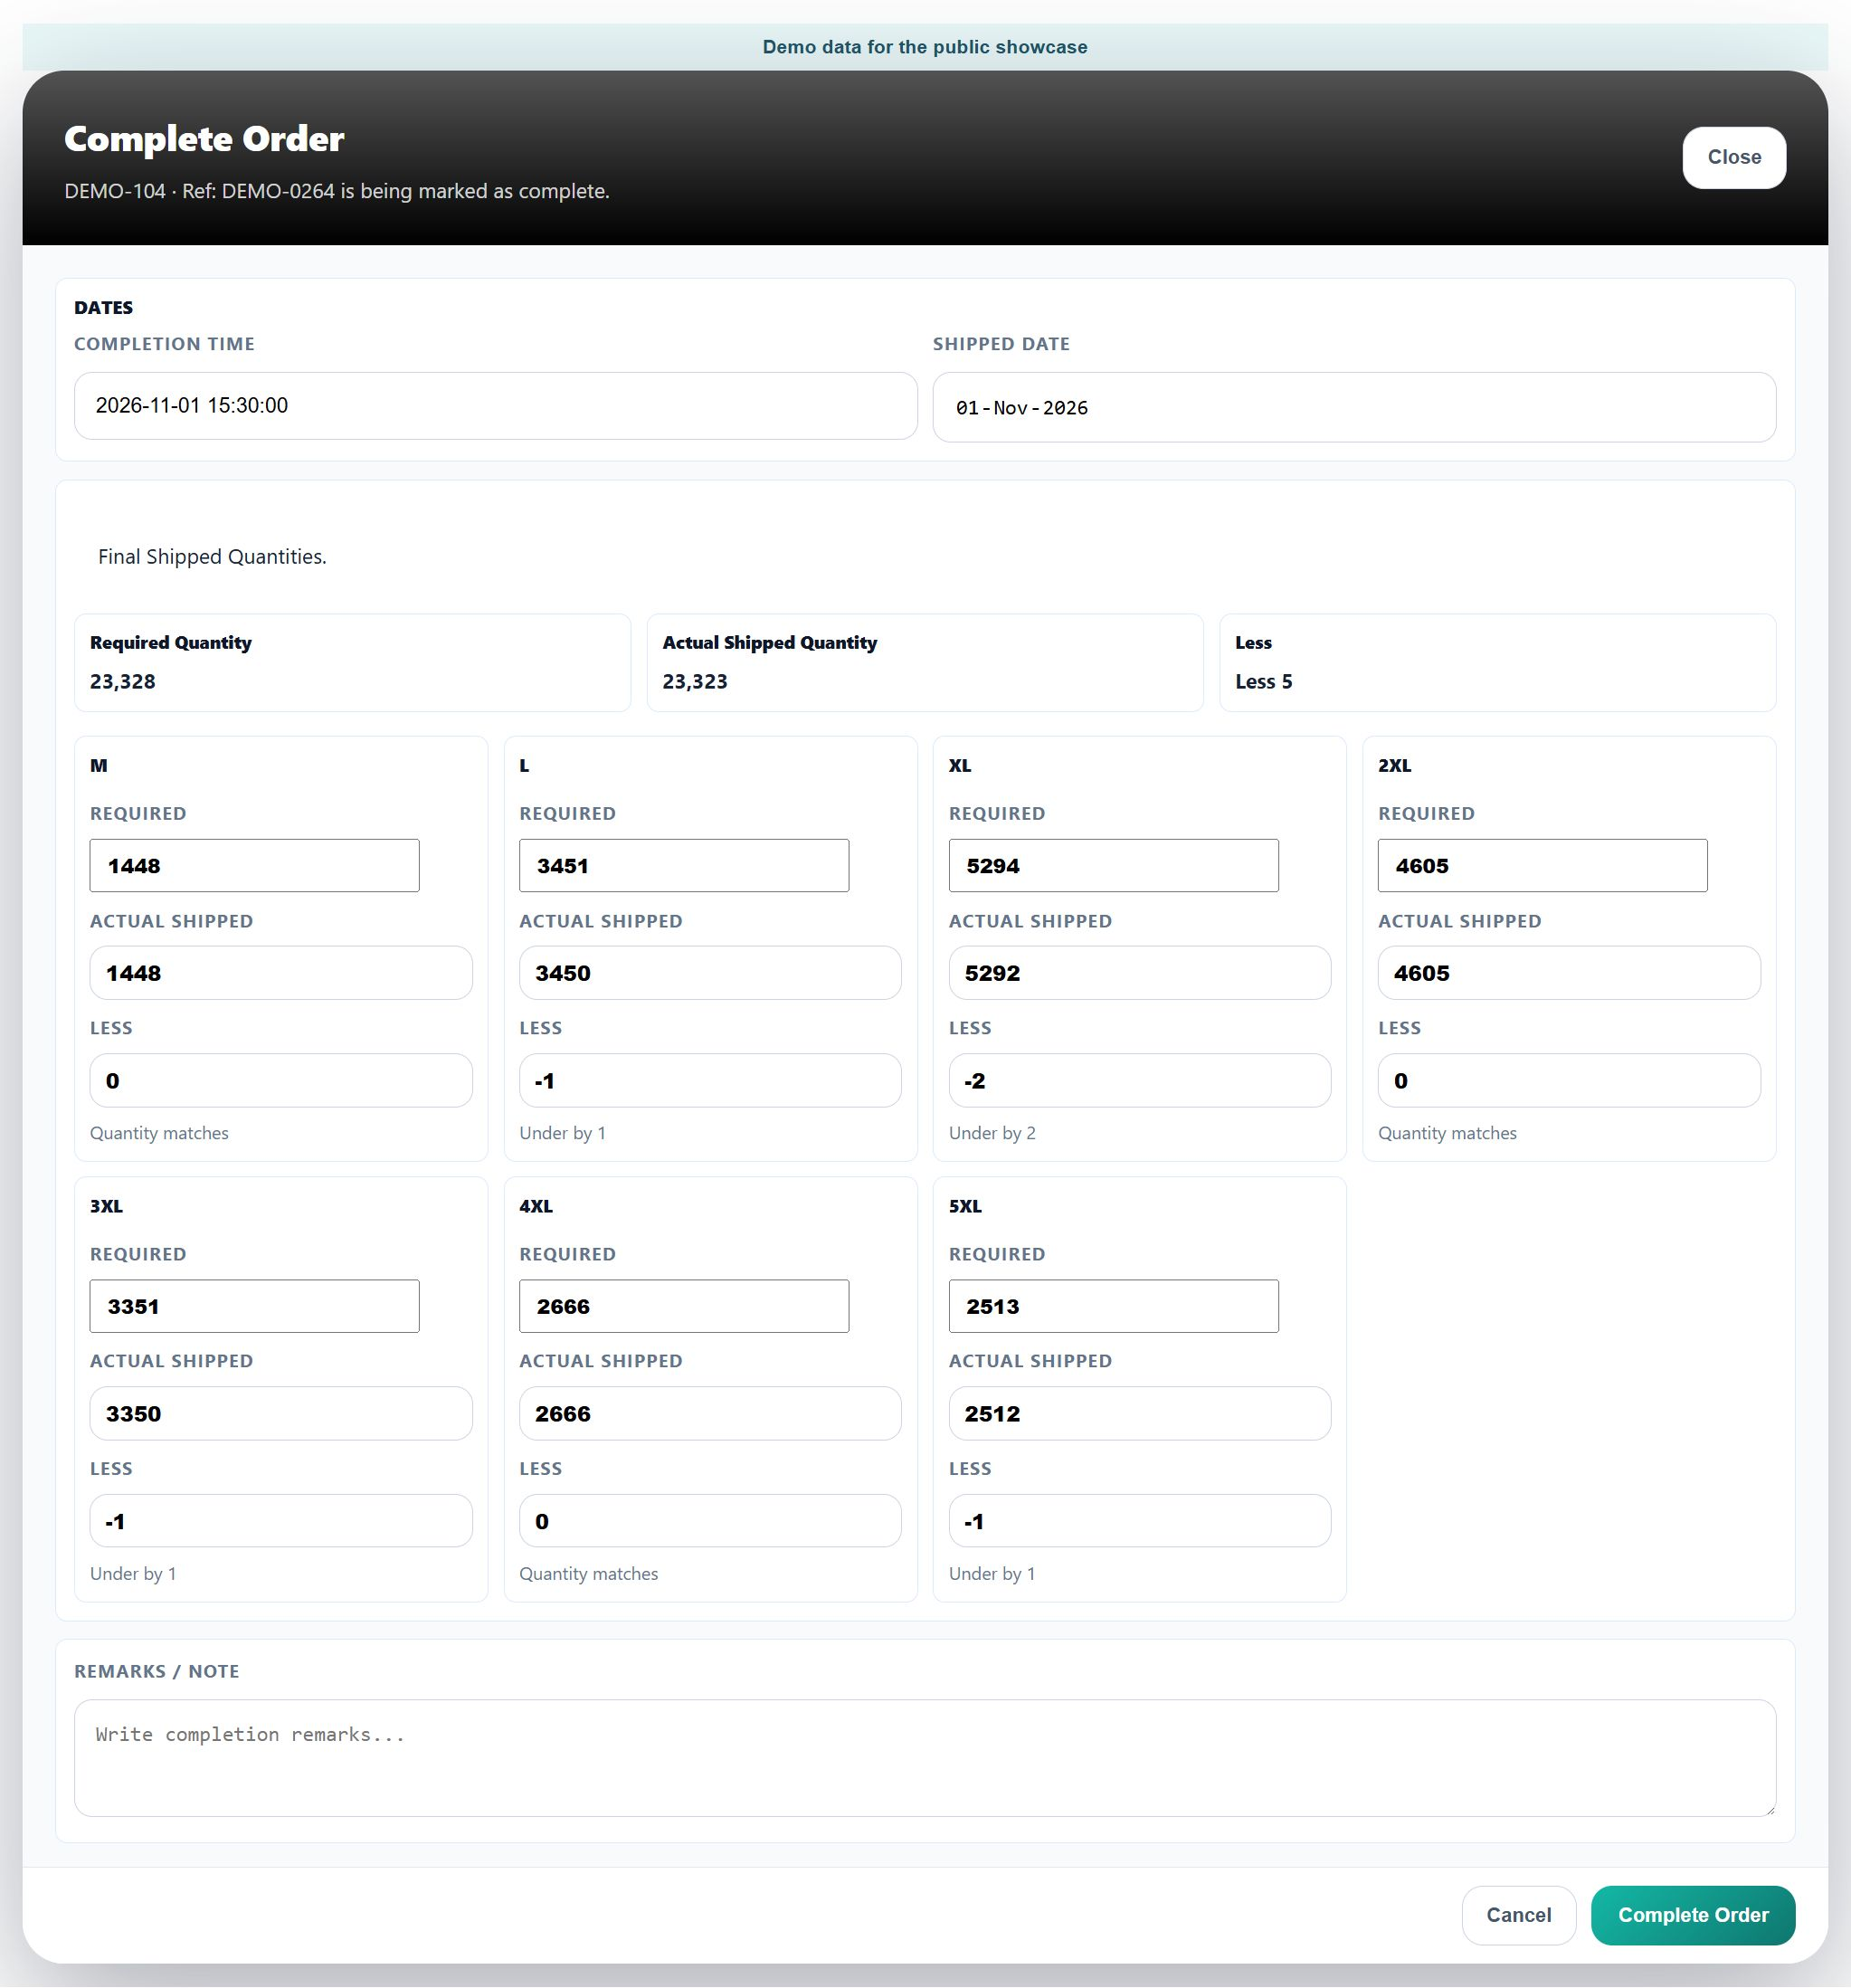 Demo data for the public showcase
Complete Order
DEMO-104 · Ref: DEMO-0264 is being marked as complete.
Close
DATES
COMPLETION TIME
2026-11-01 15:30:00
SHIPPED DATE
01-Nov-2026
Final Shipped Quantities.
Required Quantity
23,328
Actual Shipped Quantity
23,323
Less
Less 5
M
REQUIRED
1448
ACTUAL SHIPPED
1448
LESS
0
Quantity matches
L
REQUIRED
3451
ACTUAL SHIPPED
3450
LESS
-1
Under by 1
XL
REQUIRED
5294
ACTUAL SHIPPED
5292
LESS
-2
Under by 2
2XL
REQUIRED
4605
ACTUAL SHIPPED
4605
LESS
0
Quantity matches
3XL
REQUIRED
3351
ACTUAL SHIPPED
3350
LESS
-1
Under by 1
4XL
REQUIRED
2666
ACTUAL SHIPPED
2666
LESS
0
Quantity matches
5XL
REQUIRED
2513
ACTUAL SHIPPED
2512
LESS
-1
Under by 1
REMARKS / NOTE
Write completion remarks...
Cancel
Complete Order